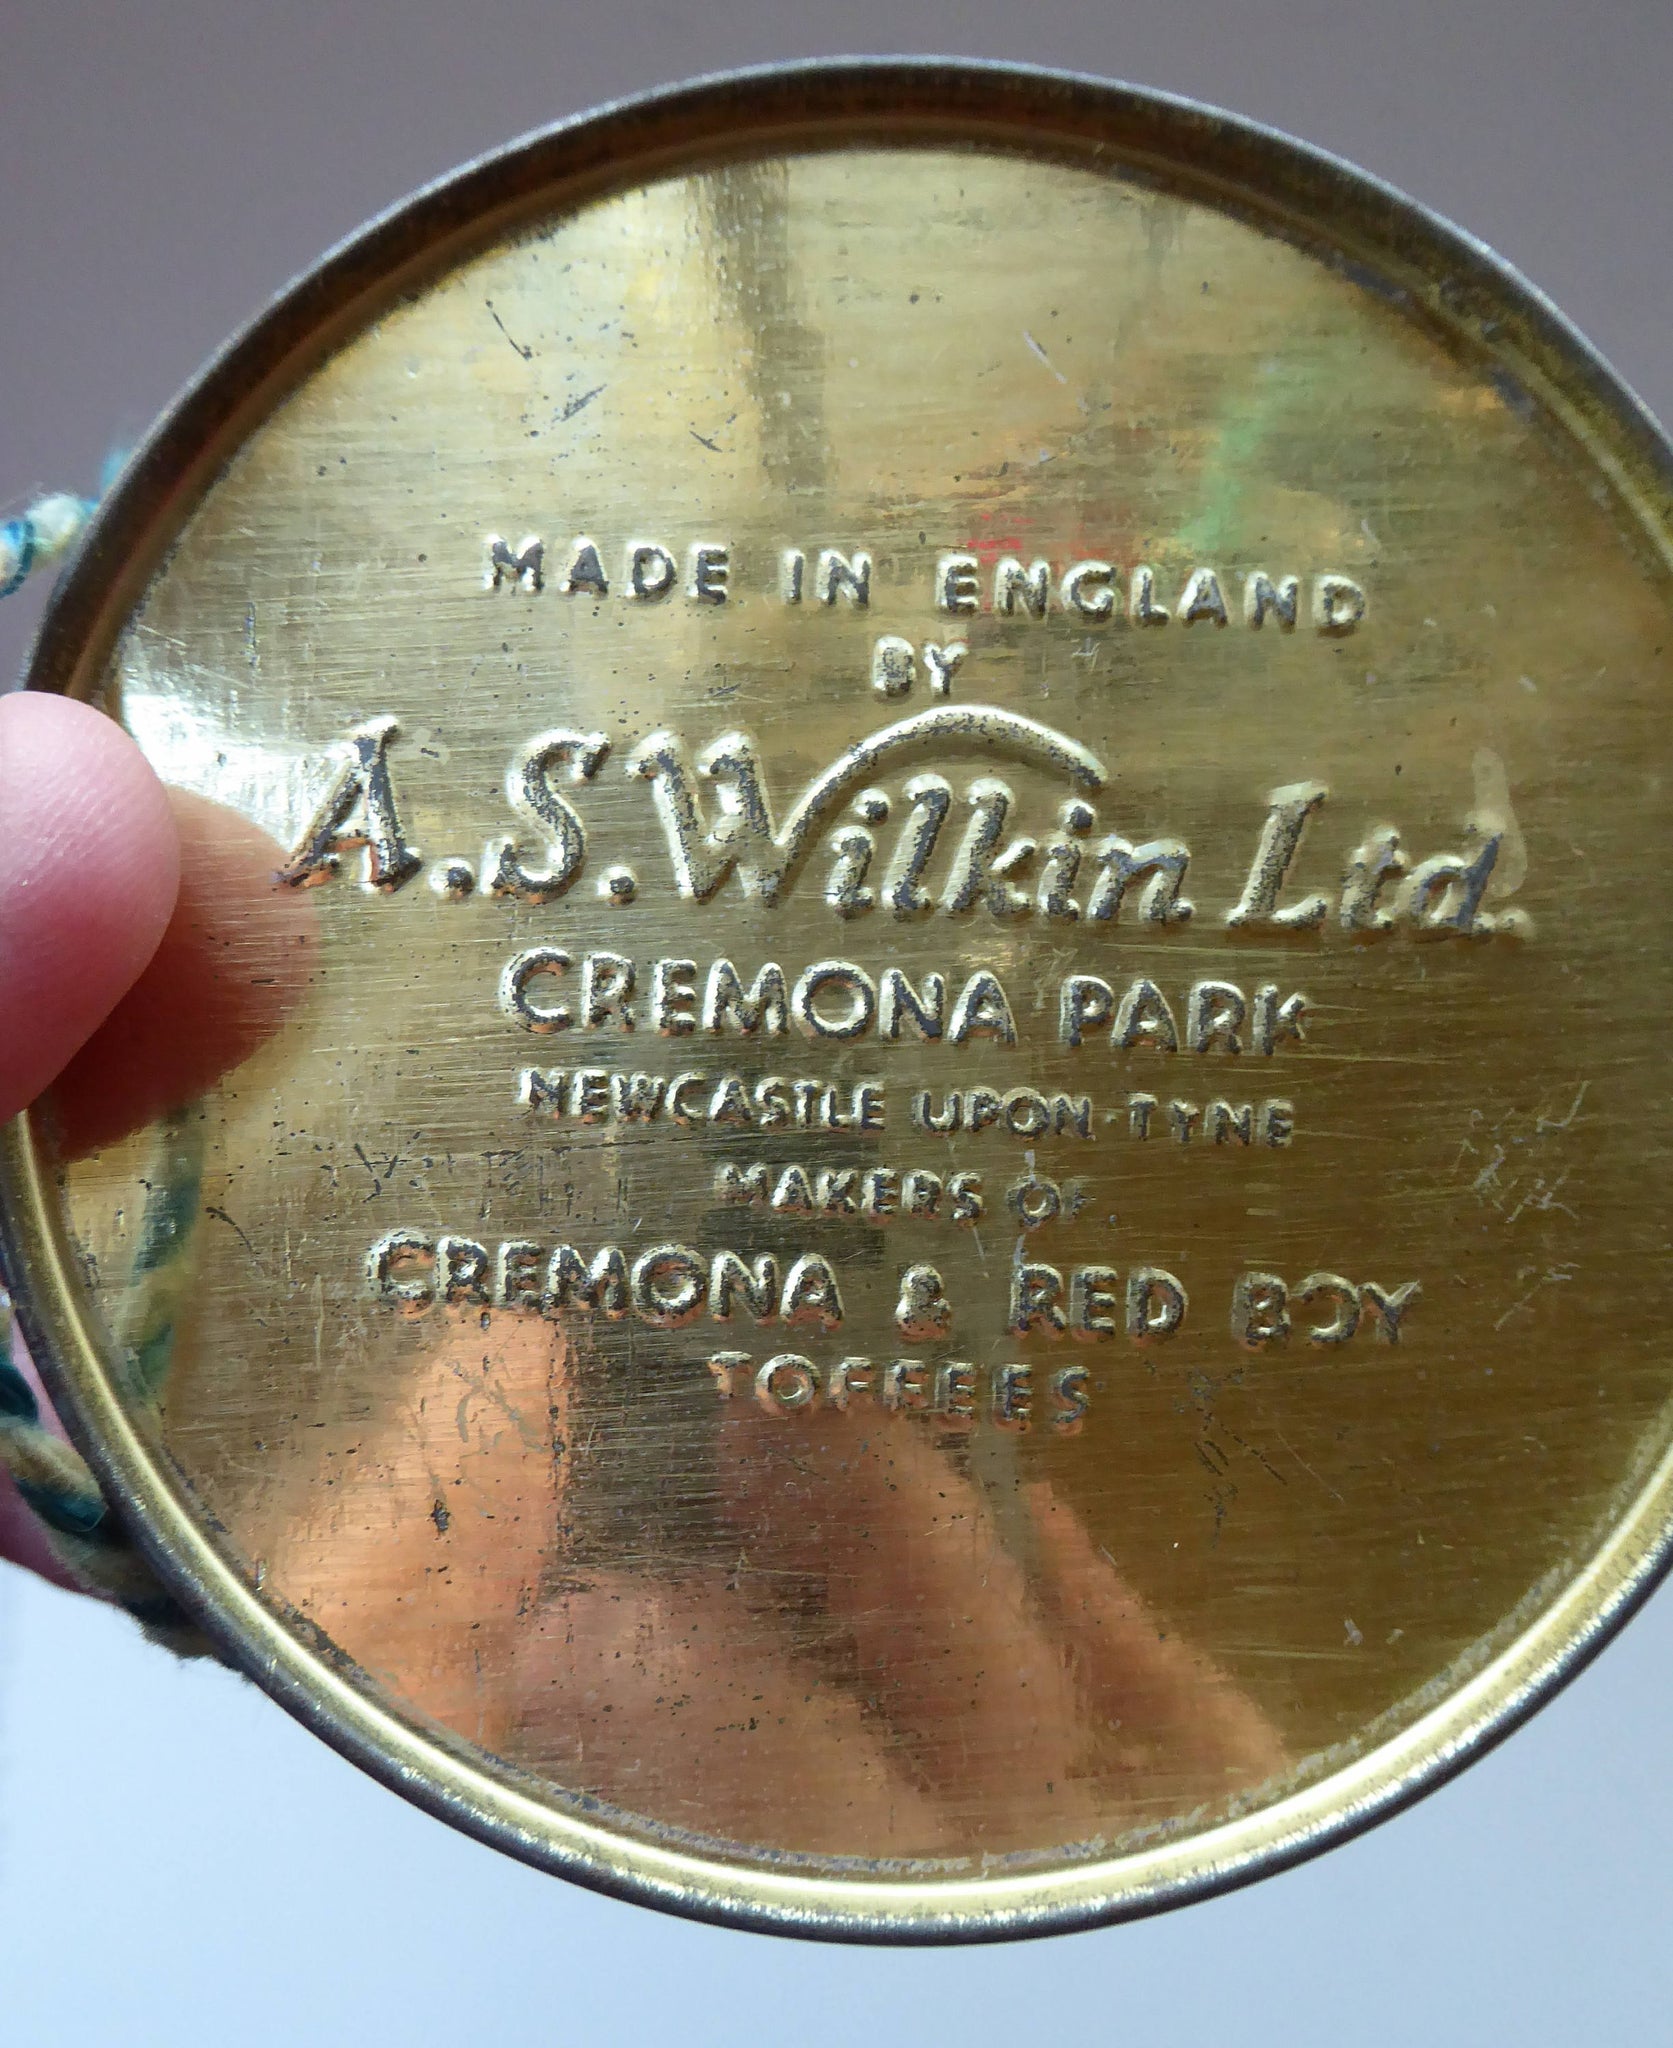 MADE IN ENGLAND
BY
A.S.Wilkin Ltd.
CREMONA PARK
NEWCASTLE UPON-TYNE
MAKERS OF
CREMONA & RED BOY
TOFFEES